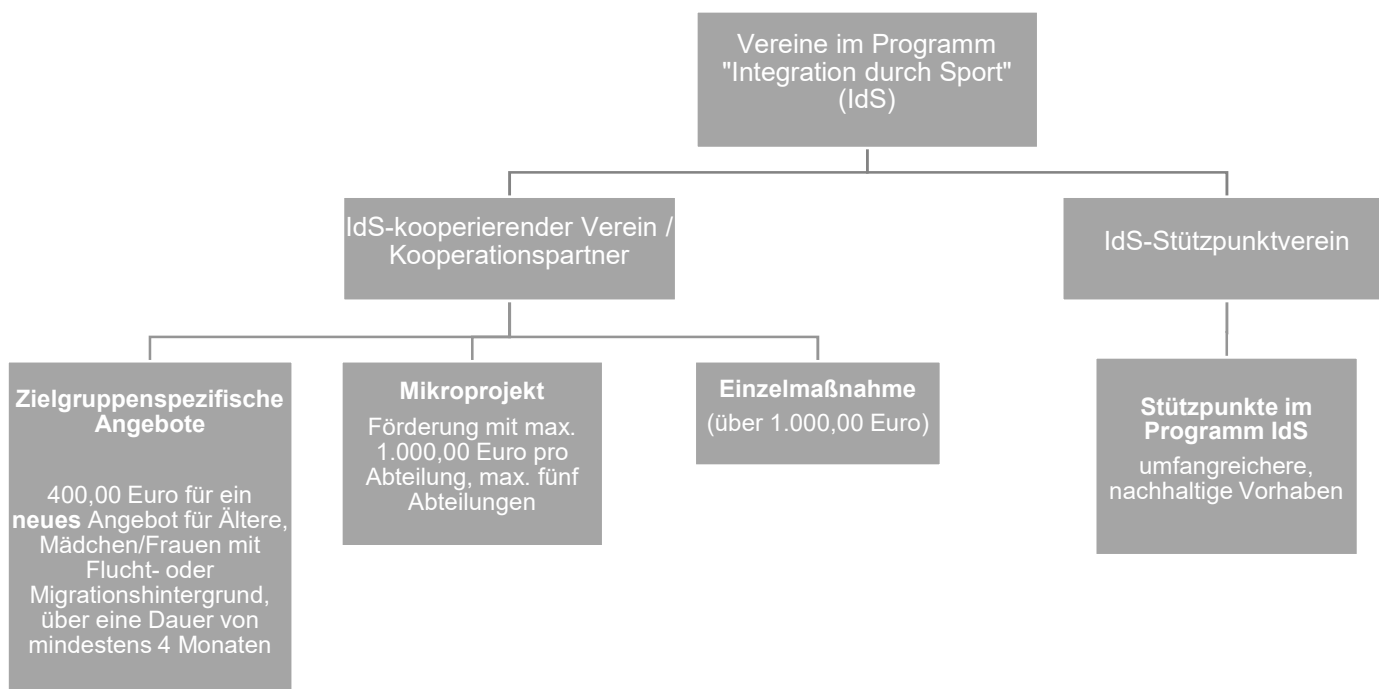 Vereine im Programm
"Integration durch Sport"
(IdS)
IdS-kooperierender Verein /
Kooperationspartner
IdS-Stützpunktverein
Zielgruppenspezifische
Angebote
400,00 Euro für ein
neues Angebot für Ältere,
Mädchen/Frauen mit
Flucht- oder
Migrationshintergrund,
über eine Dauer von
mindestens 4 Monaten
Mikroprojekt
Förderung mit max.
1.000,00 Euro pro
Abteilung, max. fünf
Abteilungen
Einzelmaßnahme
(über 1.000,00 Euro)
Stützpunkte im
Programm IdS
umfangreichere,
nachhaltige Vorhaben